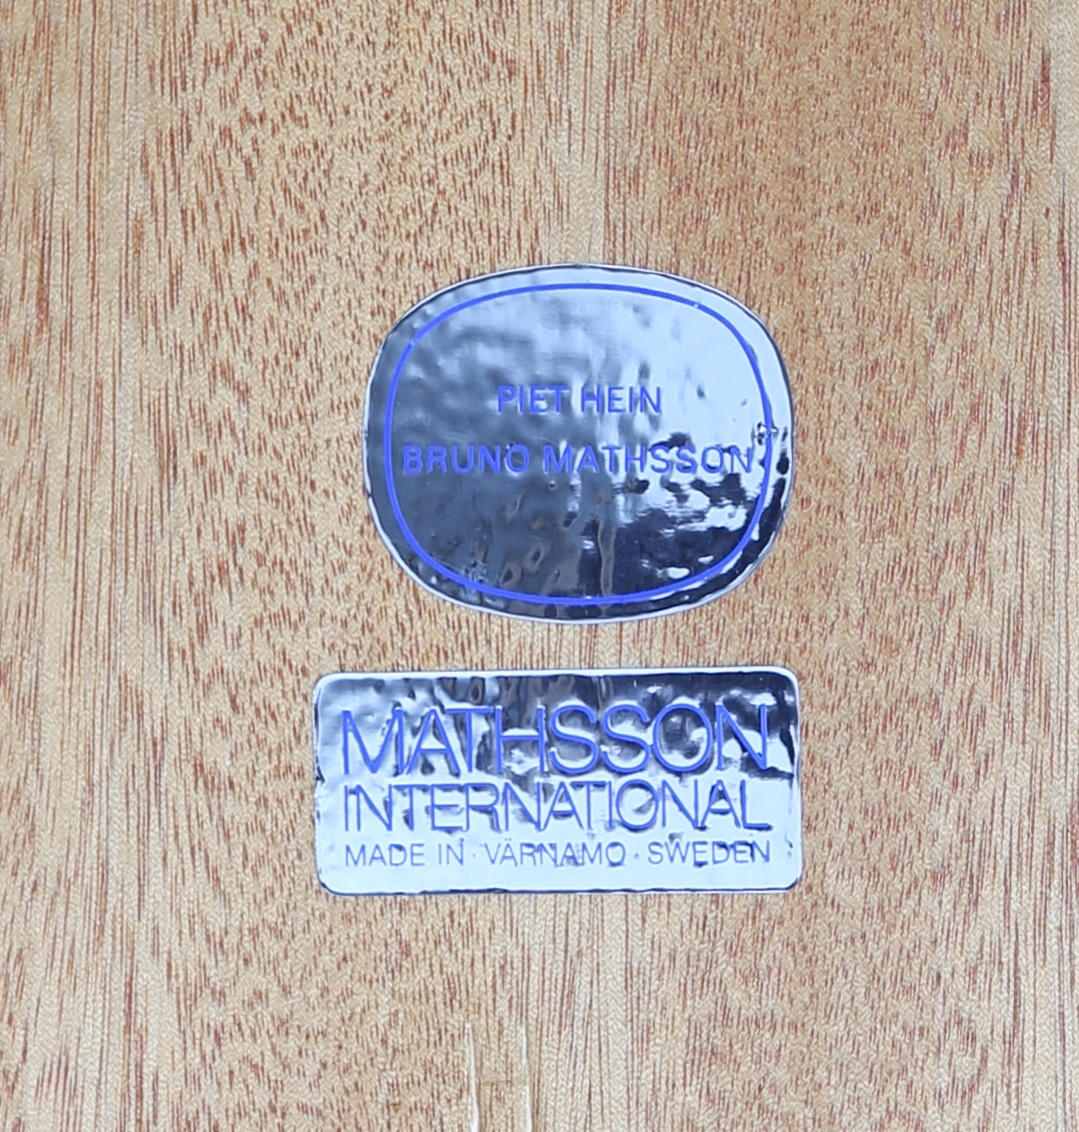 PIET HEIN
BRUNO MATHSSON
MATHSSON
INTERNATIONAL
MADE IN · VÄRNAMO · SWEDEN